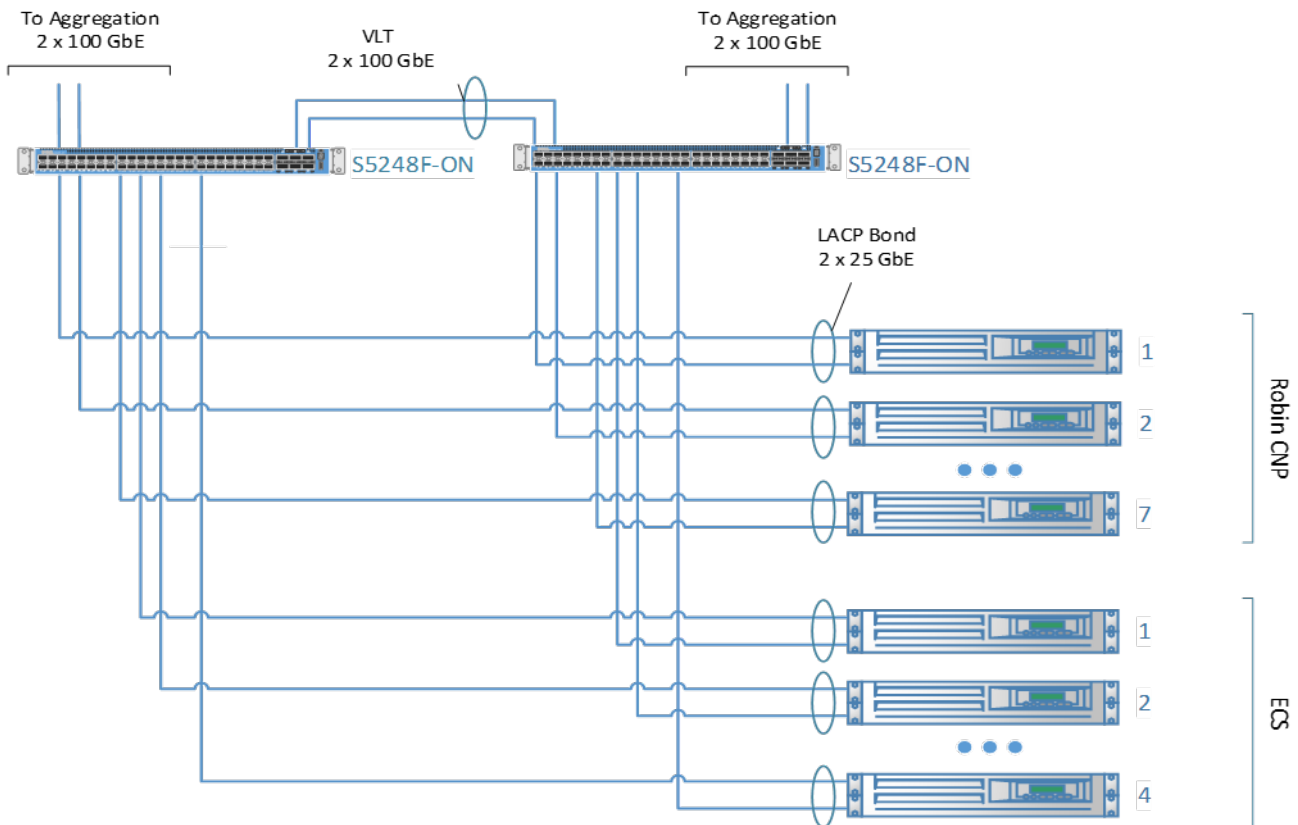 To Aggregation
2 x 100 GbE
VLT
2 x 100 GbE
To Aggregation
2 x 100 GbE
S5248F-ON
S5248F-ON
LACP Bond
2 x 25 GbE
1
2
7
Robin CNP
1
2
4
ECS